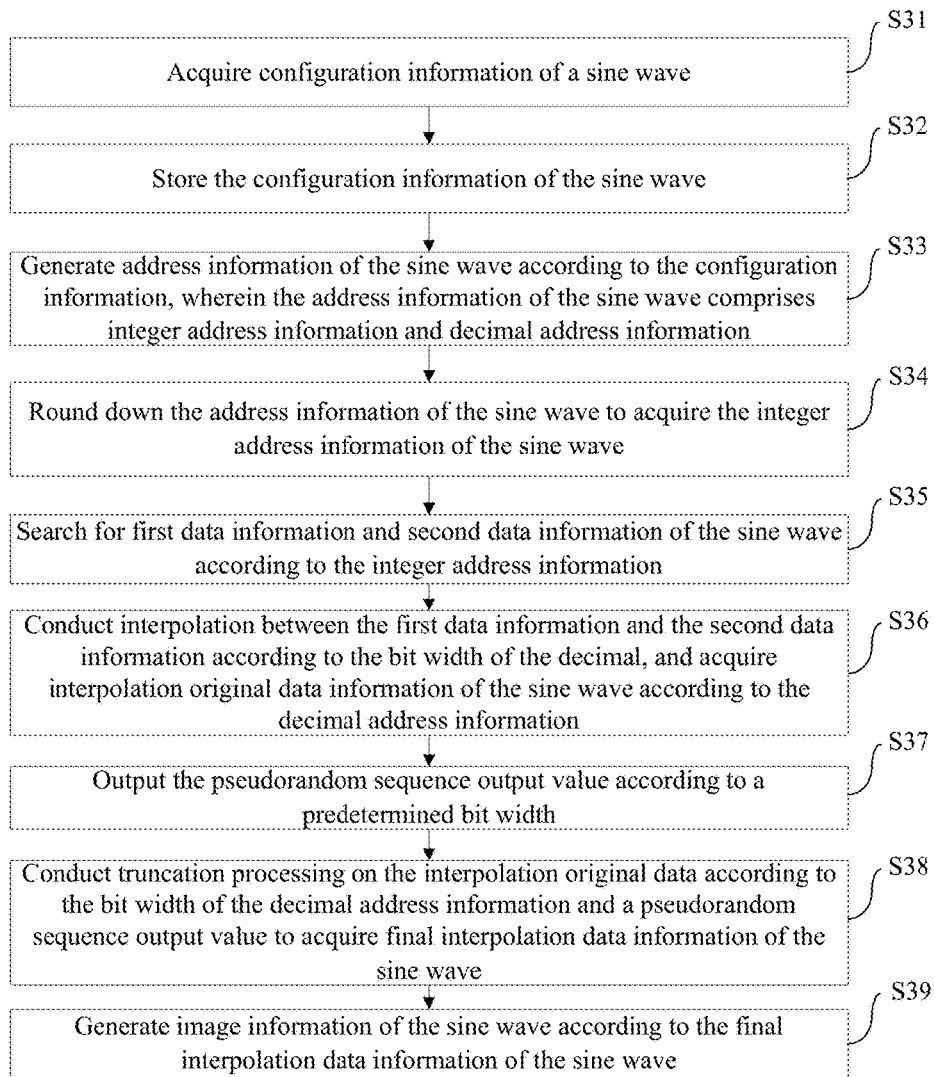 S31
Acquire configuration information of a sine wave
S32
Store the configuration information of the sine wave
S33
Generate address information of the sine wave according to the configuration
information, wherein the address information of the sine wave comprises
integer address information and decimal address information
S34
Round down the address information of the sine wave to acquire the integer
address information of the sine wave
S35
Search for first data information and second data information of the sine wave
according to the integer address information
S36
Conduct interpolation between the first data information and the second data
information according to the bit width of the decimal, and acquire
interpolation original data information of the sine wave according to the
decimal address information
S37
Output the pseudorandom sequence output value according to a
predetermined bit width
S38
Conduct truncation processing on the interpolation original data according to
the bit width of the decimal address information and a pseudorandom
sequence output value to acquire final interpolation data information of the
sine wave
S39
Generate image information of the sine wave according to the final
interpolation data information of the sine wave